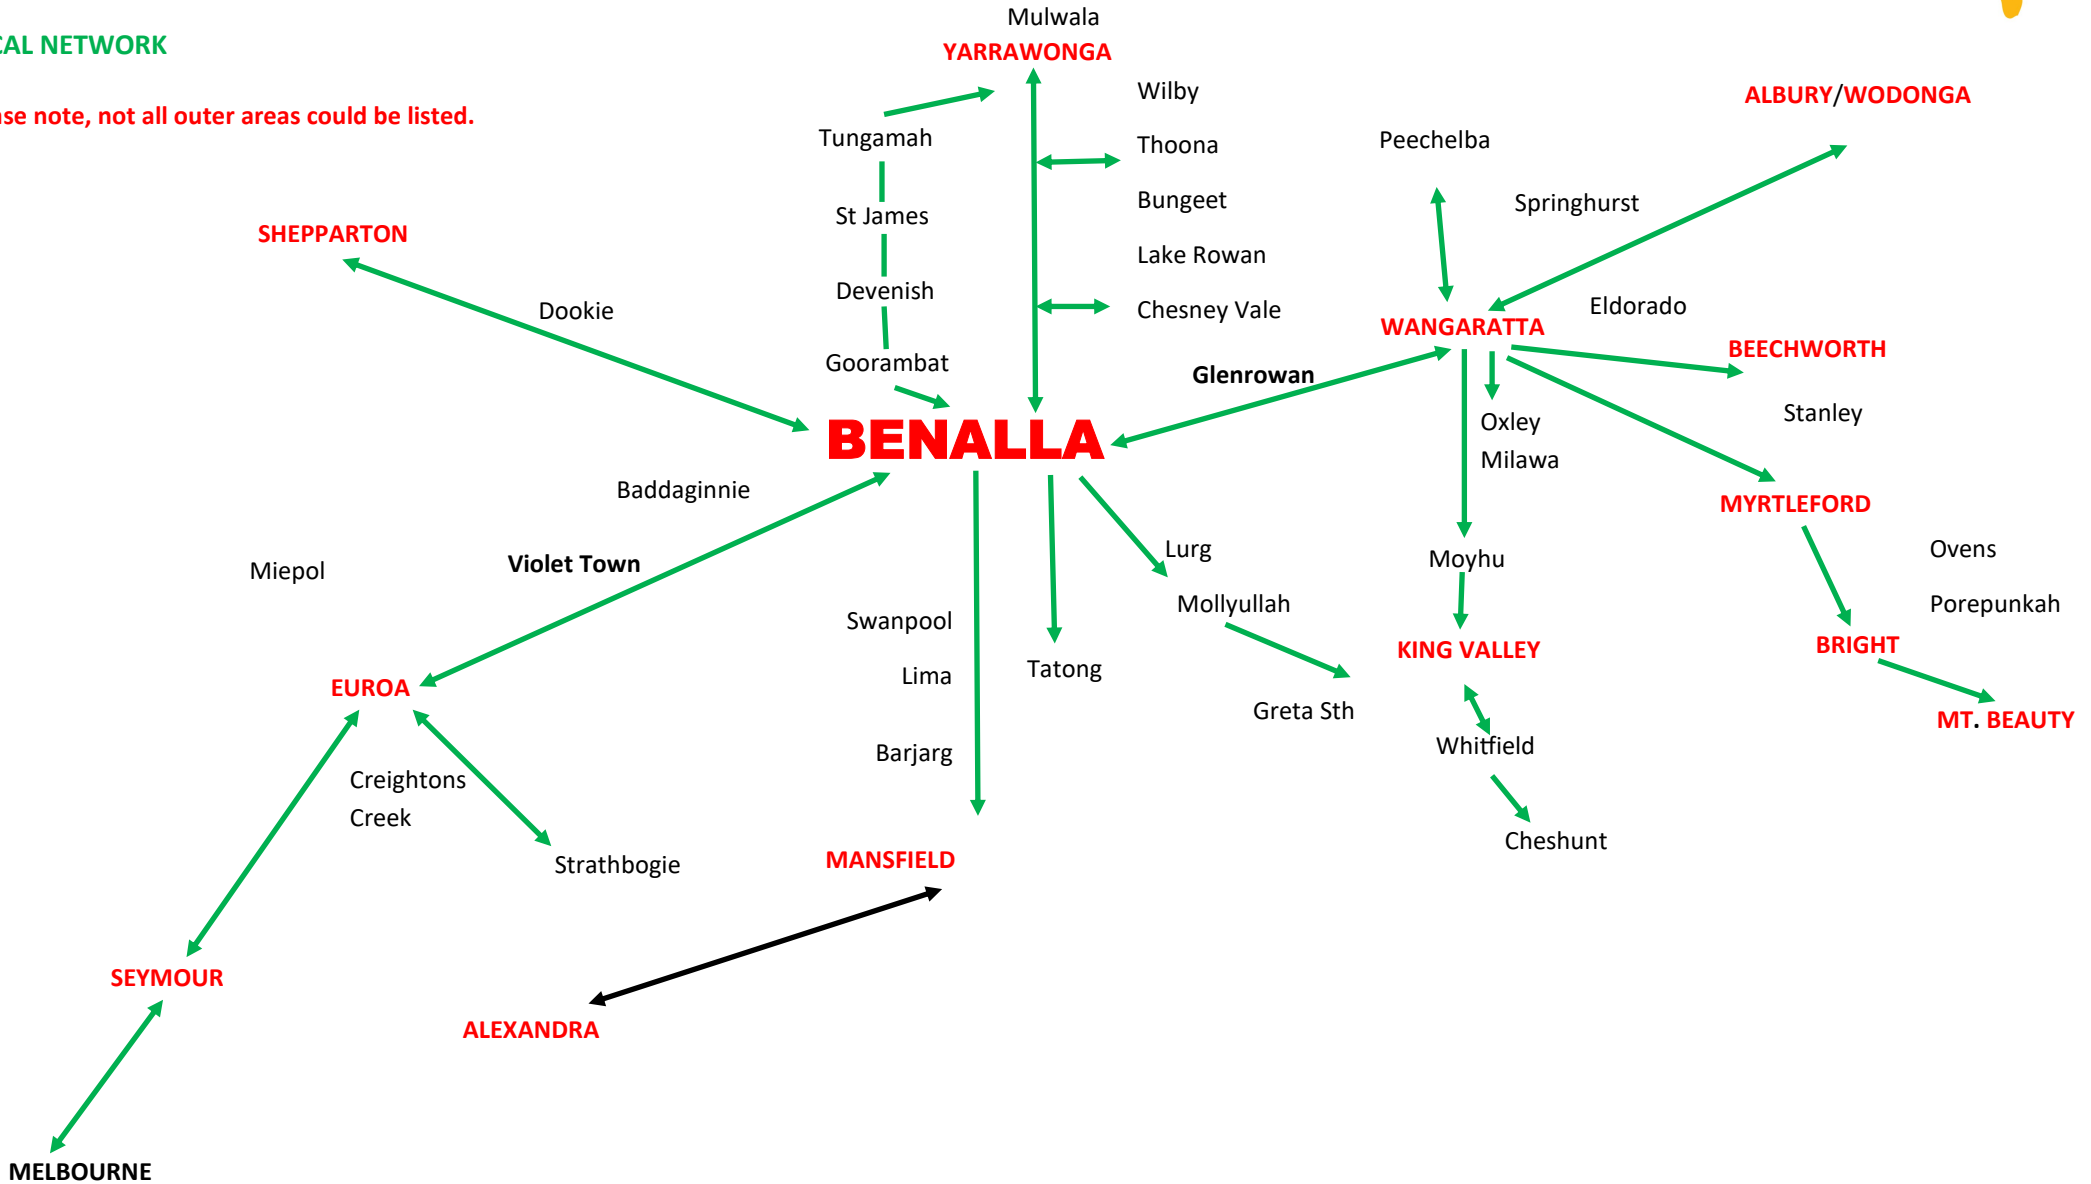 Mulwala
CAL NETWORK
YARRAWONGA
Wilby
ALBURY/WODONGA
ase note, not all outer areas could be listed.
Tungamah
Thoona
Peechelba
Bungeet
Springhurst
St James
SHEPPARTON
Lake Rowan
Devenish
Dookie
Chesney Vale
Eldorado
WANGARATTA
BEECHWORTH
Goorambat
Glenrowan
Stanley
Oxley
BENALLA
Milawa
Baddaginnie
MYRTLEFORD
Lurg
Ovens
Violet Town
Moyhu
Miepol
Mollyullah
Porepunkah
Swanpool
BRIGHT
KING VALLEY
Tatong
Lima
EUROA
Greta Sth
MT. BEAUTY
Whitfield
Barjarg
Creightons
Creek
Cheshunt
MANSFIELD
Strathbogie
SEYMOUR
ALEXANDRA
MELBOURNE